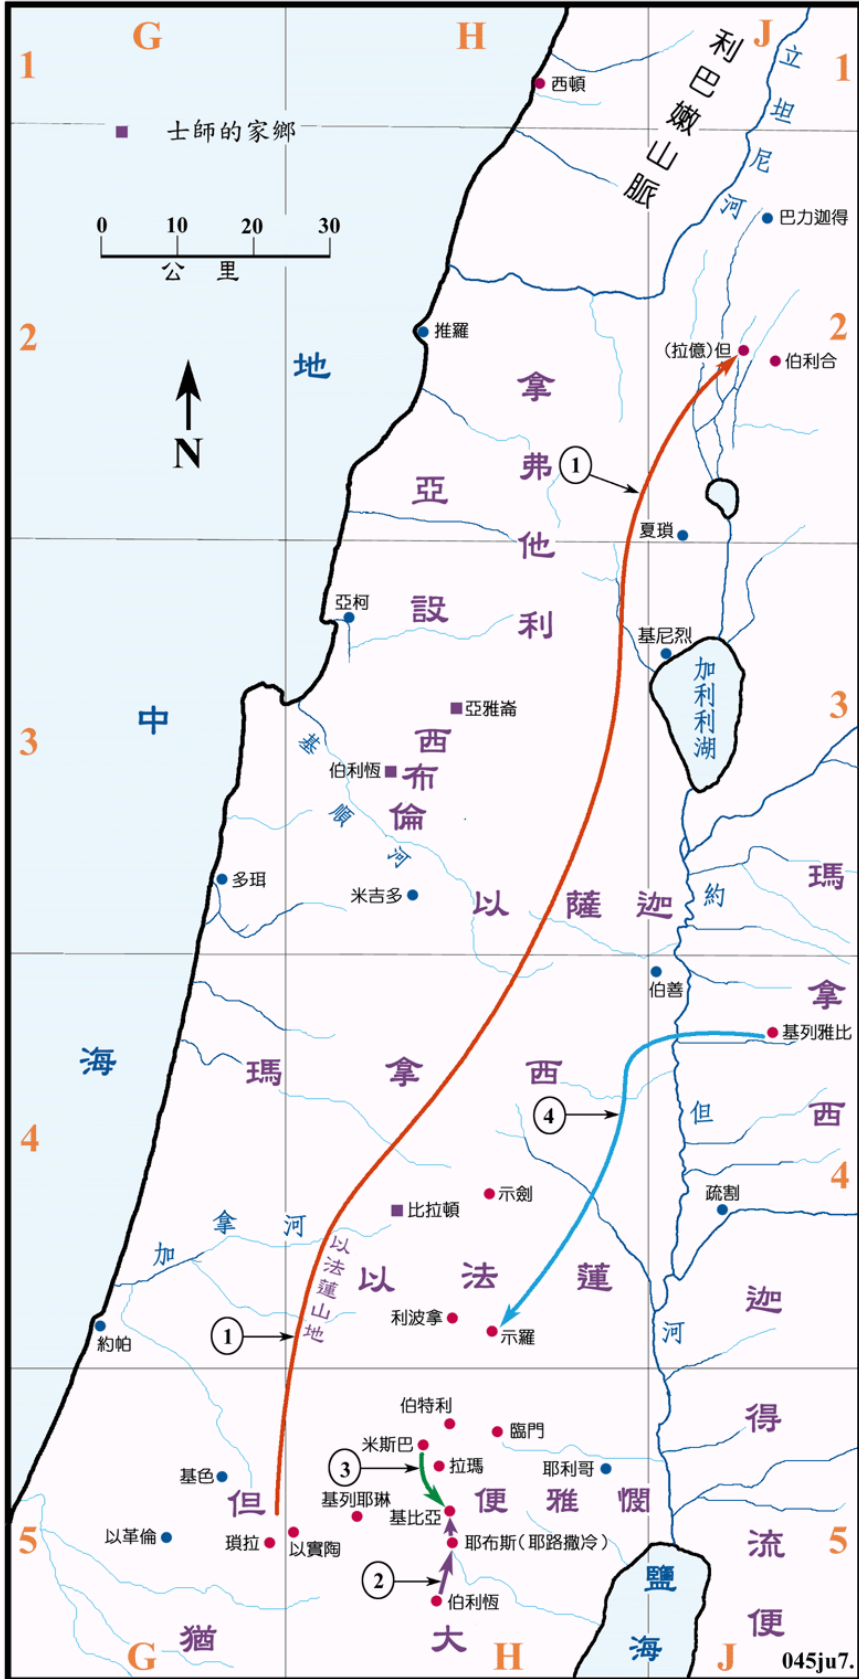 G H J
1 1
利巴嫩山脈
立坦尼河
西頓
士師的家鄉
0 10 20 30
公 里
巴力迦得
2 2
推羅
(拉億)但
伯利合
地
N
拿弗他利
亞設
1
夏瑣
亞柯
基尼烈
加利利湖
3 3
中
亞雅崙
西布倫
伯利恆
基順河
多珥
米吉多
以薩迦
約
瑪拿西
伯善
基列雅比
海
瑪拿西
4
但
4 4
示劍
疏割
比拉頓
加拿河
以法蓮山地
以法蓮
迦得
利波拿
示羅
河
約帕
1
伯特利
臨門
米斯巴
3
拉瑪
耶利哥
基色
但
基列耶琳
基比亞
便雅憫
以革倫
瑣拉
以實陶
耶布斯(耶路撒冷)
流便
5 5
2
伯利恆
鹽海
猶大
G H J
045ju7.